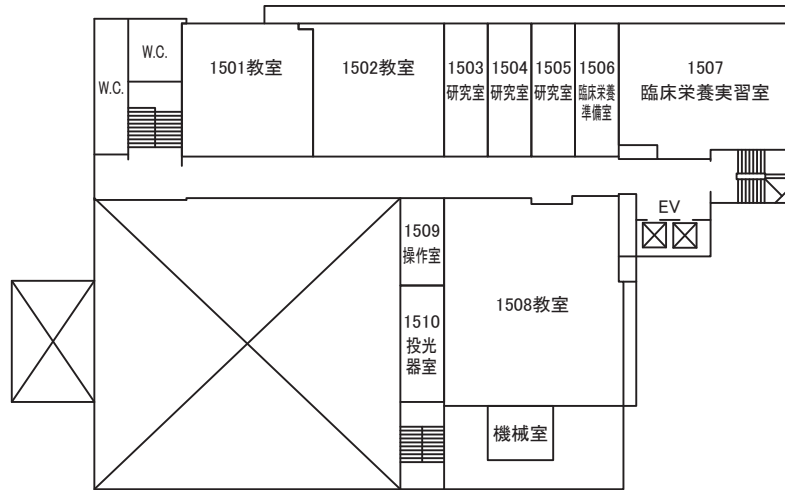 W.C.
W.C.
1501教室
1502教室
1503
研究室
1504
研究室
1505
研究室
1506
臨床栄養
準備室
1507
臨床栄養実習室
EV
1509
操作室
1508教室
1510
投光
器室
機械室